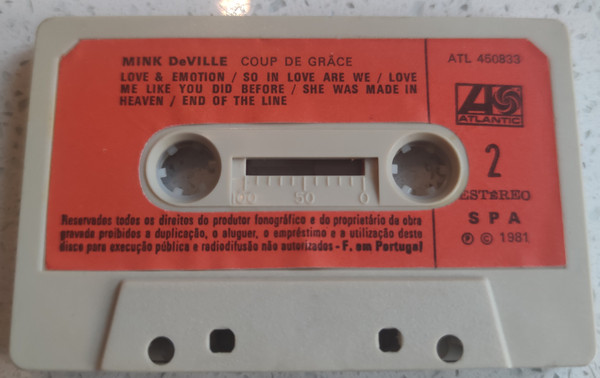 MINK DeVILLE COUP DE GRÂCE
ATL 450833
LOVE & EMOTION / SO IN LOVE ARE WE / LOVE
ME LIKE YOU DID BEFORE / SHE WAS MADE IN
HEAVEN / END OF THE LINE
ATLANTIC
2
ESTÉREO
SPA
Ⓟ © 1981
100 50 0
Reservados todos os direitos do produtor fonográfico e do proprietário da obra
gravada proibidos a duplicação, o aluguer, o empréstimo e a utilização deste
disco para execução pública e radiodifusão não autorizados - F. em Portugal